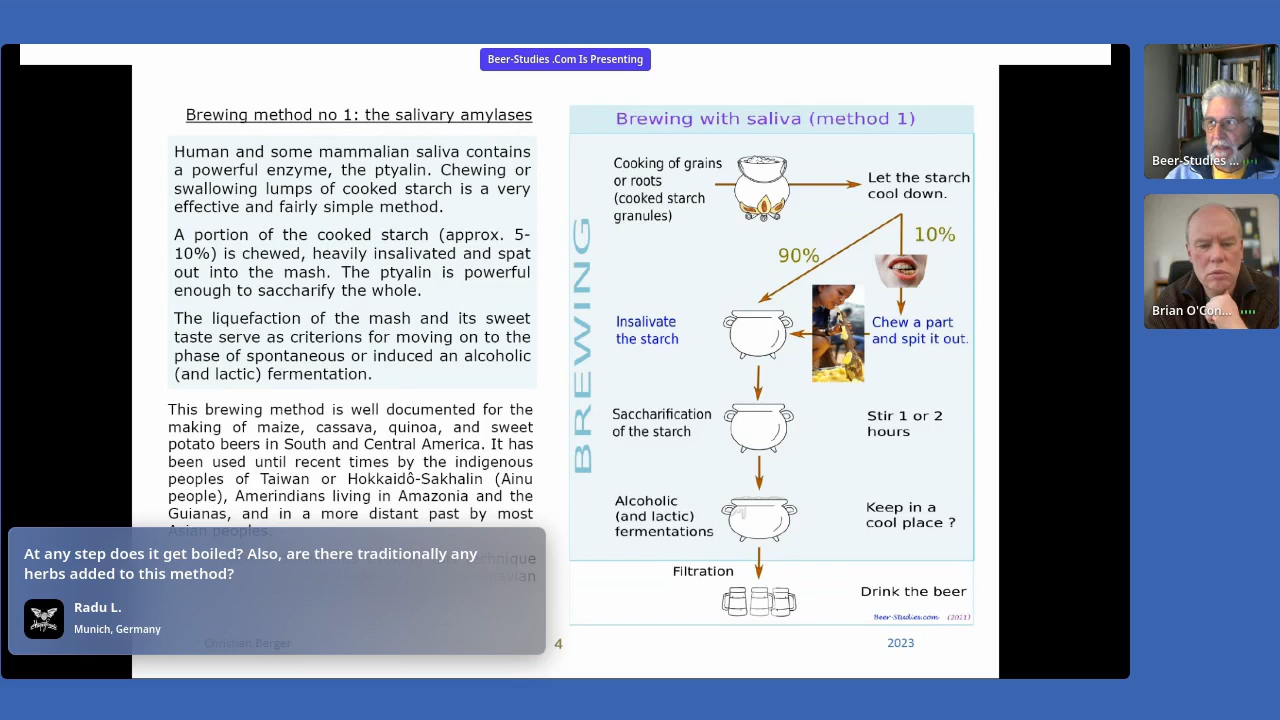 Beer-Studies .Com Is Presenting
Brewing method no 1: the salivary amylases
Human and some mammalian saliva contains
a powerful enzyme, the ptyalin. Chewing or
swallowing lumps of cooked starch is a very
effective and fairly simple method.
A portion of the cooked starch (approx. 5-
10%) is chewed, heavily insalivated and spat
out into the mash. The ptyalin is powerful
enough to saccharify the whole.
The liquefaction of the mash and its sweet
taste serve as criterions for moving on to the
phase of spontaneous or induced an alcoholic
(and lactic) fermentation.
This brewing method is well documented for the
making of maize, cassava, quinoa, and sweet
potato beers in South and Central America. It has
been used until recent times by the indigenous
peoples of Taiwan or Hokkaidô-Sakhalin (Ainu
people), Amerindians living in Amazonia and the
Guianas, and in a more distant past by most
Asian peoples.
At any step does it get boiled? Also, are there traditionally any
herbs added to this method?
Radu L.
Munich, Germany
Christian Berger
4
2023
Brewing with saliva (method 1)
BREWING
Cooking of grains
or roots
(cooked starch
granules)
Let the starch
cool down.
90%
10%
Insalivate
the starch
Chew a part
and spit it out.
Saccharification
of the starch
Stir 1 or 2
hours
Alcoholic
(and lactic)
fermentations
Keep in a
cool place ?
Filtration
Drink the beer
Beer-Studies.com (2011)
Beer-Studies ...
Brian O'Con...